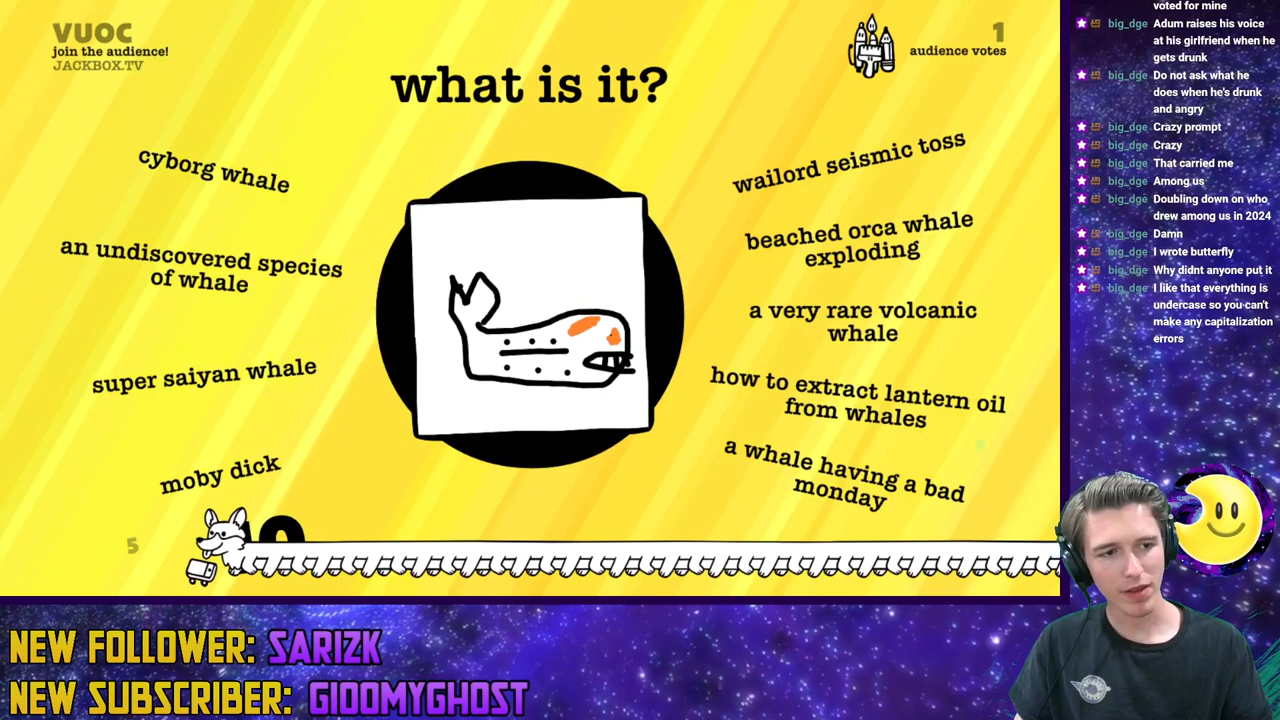 VUOC
join the audience!
JACKBOX.TV
1
audience votes
what is it?
cyborg whale
an undiscovered species
of whale
super saiyan whale
moby dick
wailord seismic toss
beached orca whale
exploding
a very rare volcanic
whale
how to extract lantern oil
from whales
a whale having a bad
monday
5
NEW FOLLOWER: SARIZK
NEW SUBSCRIBER: GIOOMYGHOST
voted for mine
big_dge Adum raises his voice
at his girlfriend when he
gets drunk
big_dge Do not ask what he
does when he's drunk
and angry
big_dge Crazy prompt
big_dge Crazy
big_dge That carried me
big_dge Among us
big_dge Doubling down on who
drew among us in 2024
big_dge Damn
big_dge I wrote butterfly
big_dge Why didnt anyone put it
big_dge I like that everything is
undercase so you can't
make any capitalization
errors